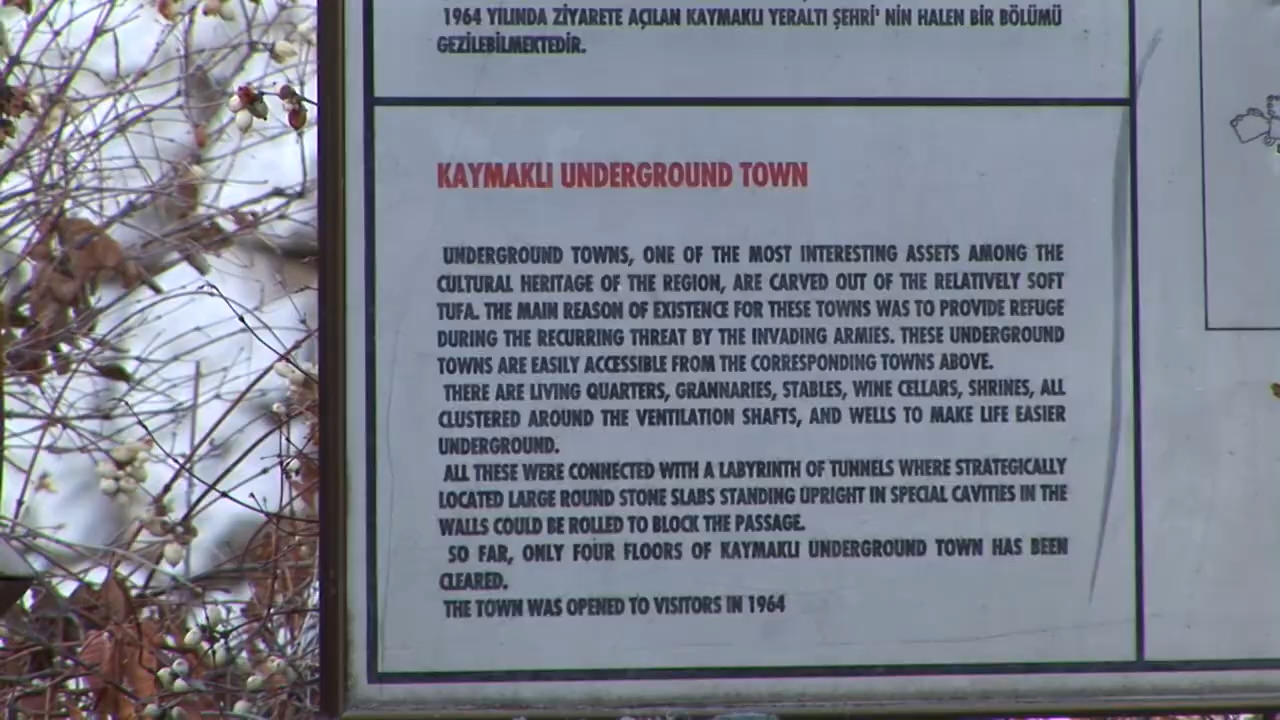 1964 YILINDA ZİYARETE AÇILAN KAYMAKLI YERALTI ŞEHRİ' NİN HALEN BİR BÖLÜMÜ
GEZİLEBİLMEKTEDİR.
KAYMAKLI UNDERGROUND TOWN
UNDERGROUND TOWNS, ONE OF THE MOST INTERESTING ASSETS AMONG THE
CULTURAL HERITAGE OF THE REGION, ARE CARVED OUT OF THE RELATIVELY SOFT
TUFA. THE MAIN REASON OF EXISTENCE FOR THESE TOWNS WAS TO PROVIDE REFUGE
DURING THE RECURRING THREAT BY THE INVADING ARMIES. THESE UNDERGROUND
TOWNS ARE EASILY ACCESSIBLE FROM THE CORRESPONDING TOWNS ABOVE.
THERE ARE LIVING QUARTERS, GRANNARIES, STABLES, WINE CELLARS, SHRINES, ALL
CLUSTERED AROUND THE VENTILATION SHAFTS, AND WELLS TO MAKE LIFE EASIER
UNDERGROUND.
ALL THESE WERE CONNECTED WITH A LABYRINTH OF TUNNELS WHERE STRATEGICALLY
LOCATED LARGE ROUND STONE SLABS STANDING UPRIGHT IN SPECIAL CAVITIES IN THE
WALLS COULD BE ROLLED TO BLOCK THE PASSAGE.
SO FAR, ONLY FOUR FLOORS OF KAYMAKLI UNDERGROUND TOWN HAS BEEN
CLEARED.
THE TOWN WAS OPENED TO VISITORS IN 1964